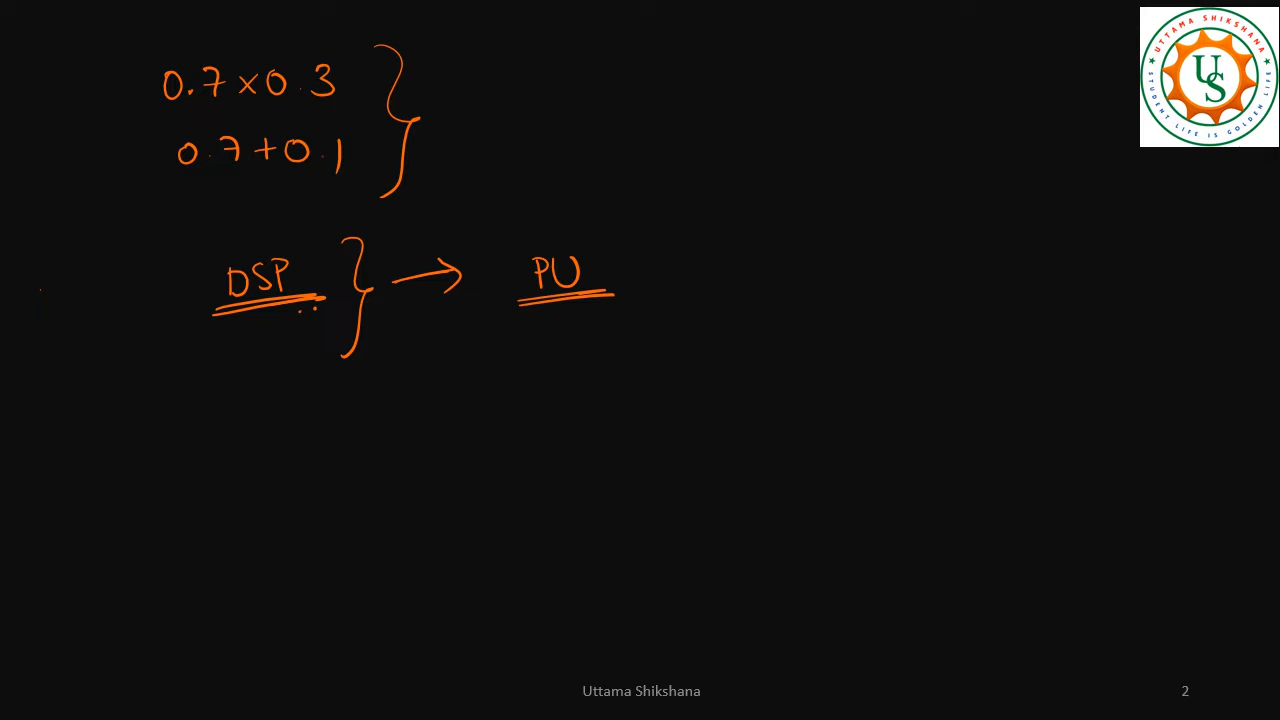 0.7 × 0.3
0.7 + 0.1
DSP → PU
UTTAMA SHIKSHANA
US
STUDENT LIFE IS GOLDEN LIFE
Uttama Shikshana
2